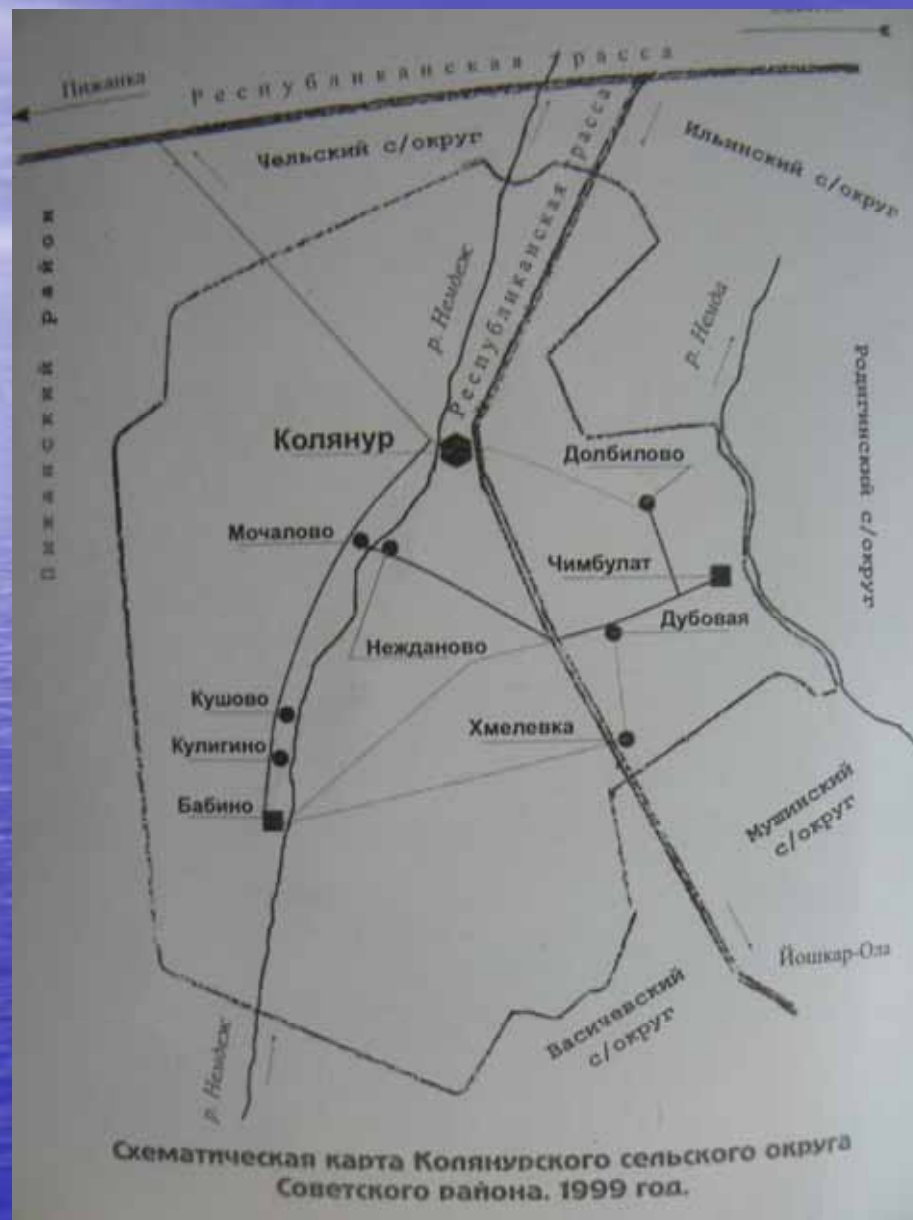 Пижанка
Республиканская трасса
Чельский с/округ
Ильинский с/округ
Пижанский район
р. Немдеж
Республиканская трасса
р. Немда
Родигинский с/округ
Колянур
Долбилово
Мочалово
Чимбулат
Дубовая
Нежданово
Кушово
Хмелевка
Кулигино
Бабино
Мушинский
с/округ
Йошкар-Ола
Васичевский
с/округ
р. Немдеж
Схематическая карта Колянурского сельского округа
Советского района. 1999 год.